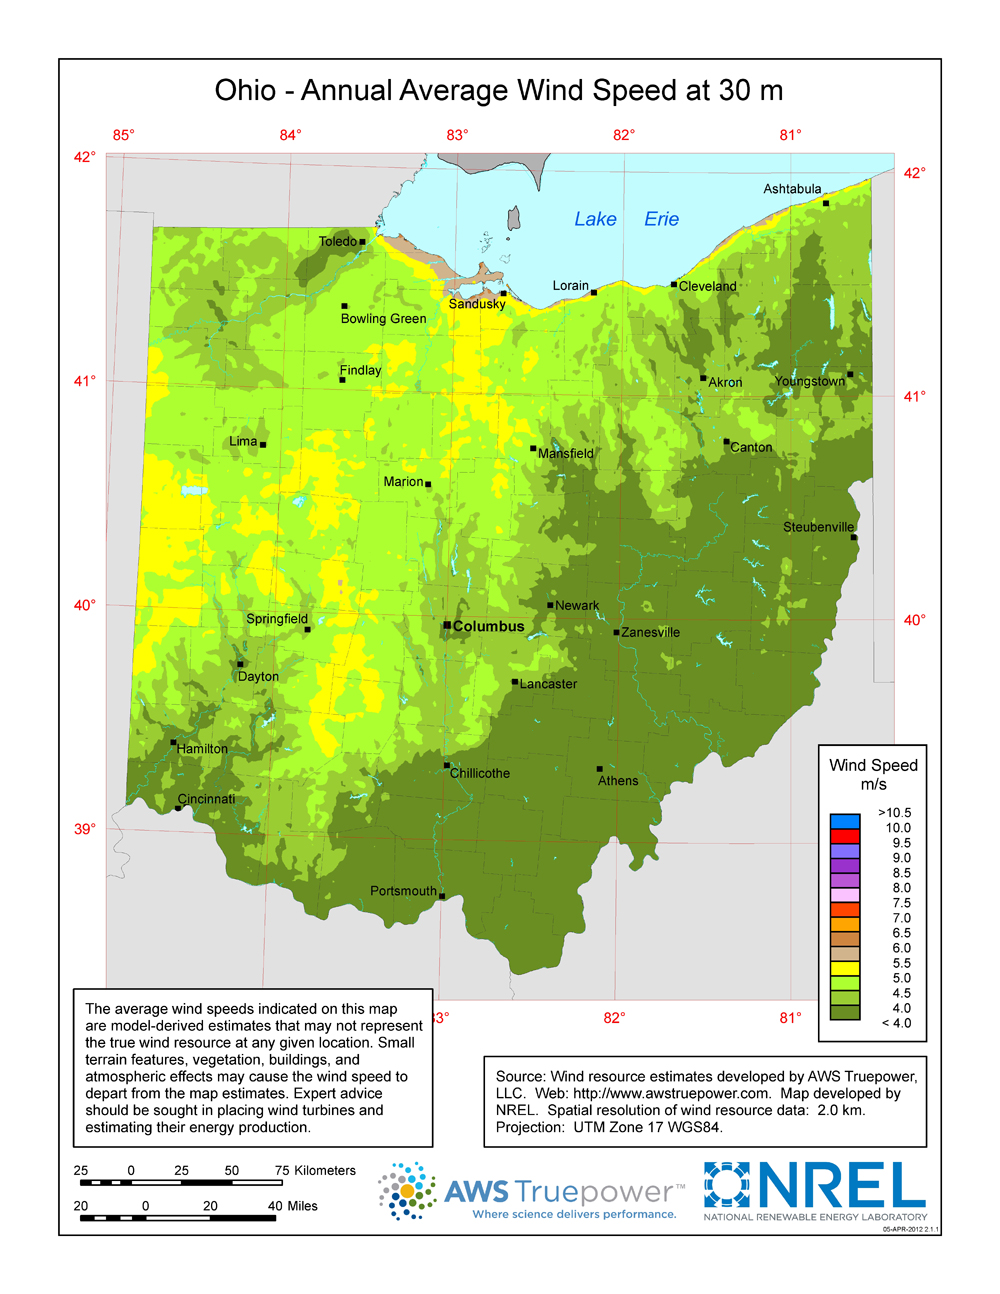 Ohio - Annual Average Wind Speed at 30 m
85°
84°
83°
82°
81°
42°
42°
Ashtabula
Lake Erie
Toledo
Lorain
Cleveland
Sandusky
Bowling Green
Findlay
41°
Akron
Youngstown
41°
Lima
Mansfield
Canton
Marion
Steubenville
40°
Newark
Springfield
Columbus
Zanesville
40°
Dayton
Lancaster
Hamilton
Chillicothe
Athens
Cincinnati
39°
Portsmouth
83°
82°
81°
Wind Speed
m/s
>10.5
10.0
9.5
9.0
8.5
8.0
7.5
7.0
6.5
6.0
5.5
5.0
4.5
4.0
< 4.0
The average wind speeds indicated on this map
are model-derived estimates that may not represent
the true wind resource at any given location. Small
terrain features, vegetation, buildings, and
atmospheric effects may cause the wind speed to
depart from the map estimates. Expert advice
should be sought in placing wind turbines and
estimating their energy production.
Source: Wind resource estimates developed by AWS Truepower,
LLC. Web: http://www.awstruepower.com. Map developed by
NREL. Spatial resolution of wind resource data: 2.0 km.
Projection: UTM Zone 17 WGS84.
25 0 25 50 75 Kilometers
20 0 20 40 Miles
AWS Truepower™
Where science delivers performance.
NREL
NATIONAL RENEWABLE ENERGY LABORATORY
05-APR-2012 2.1.1